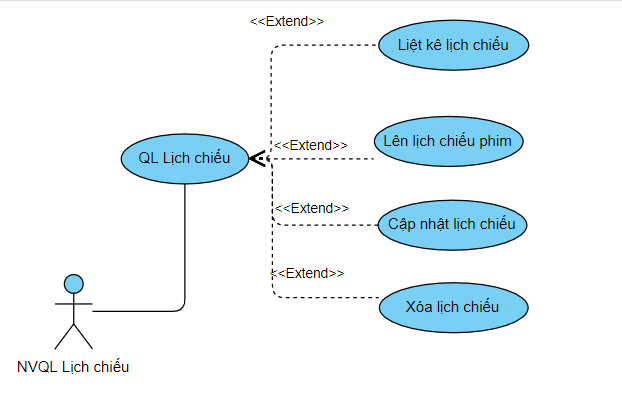 <<Extend>>
Liệt kê lịch chiếu
<<Extend>>
Lên lịch chiếu phim
QL Lịch chiếu
<<Extend>>
Cập nhật lịch chiếu
<<Extend>>
Xóa lịch chiếu
NVQL Lịch chiếu